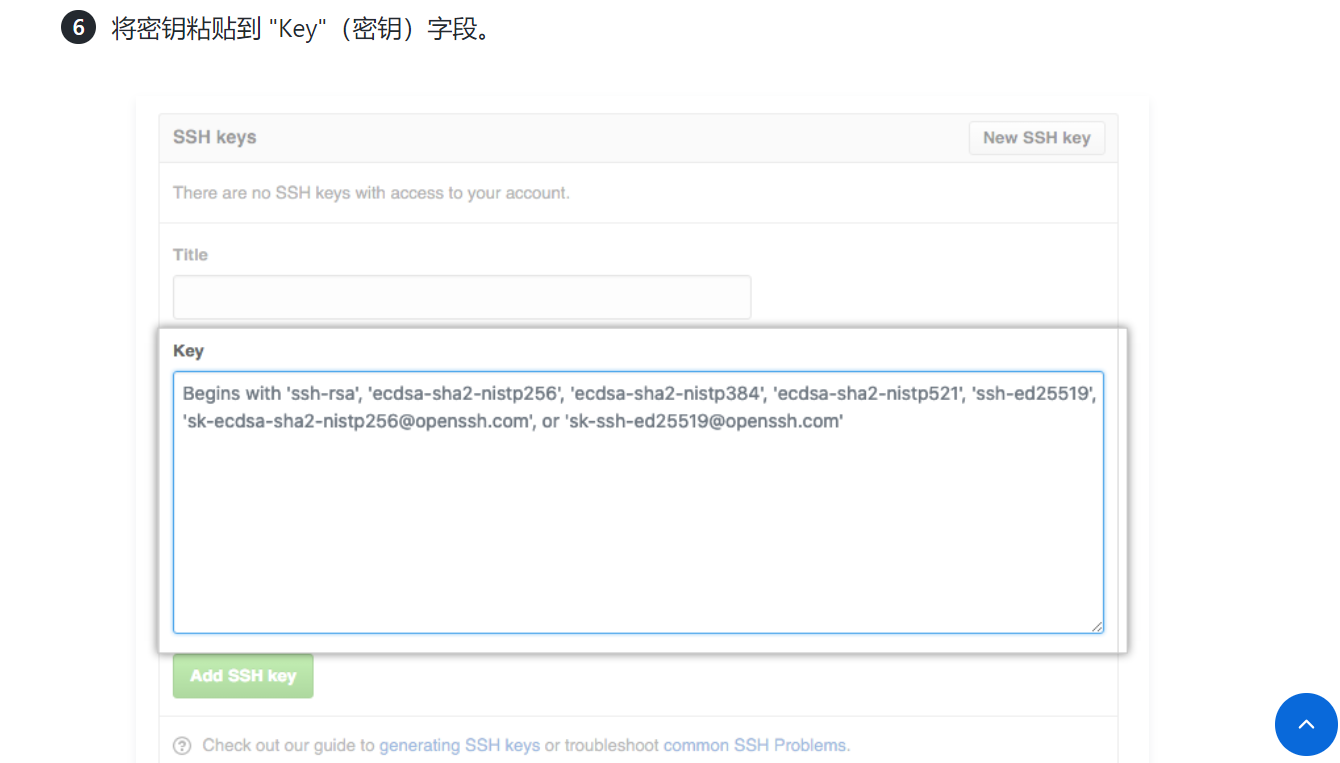 6 将密钥粘贴到 "Key"（密钥）字段。
SSH keys
New SSH key
There are no SSH keys with access to your account.
Title
Key
Begins with 'ssh-rsa', 'ecdsa-sha2-nistp256', 'ecdsa-sha2-nistp384', 'ecdsa-sha2-nistp521', 'ssh-ed25519',
'sk-ecdsa-sha2-nistp256@openssh.com', or 'sk-ssh-ed25519@openssh.com'
Add SSH key
? Check out our guide to generating SSH keys or troubleshoot common SSH Problems.